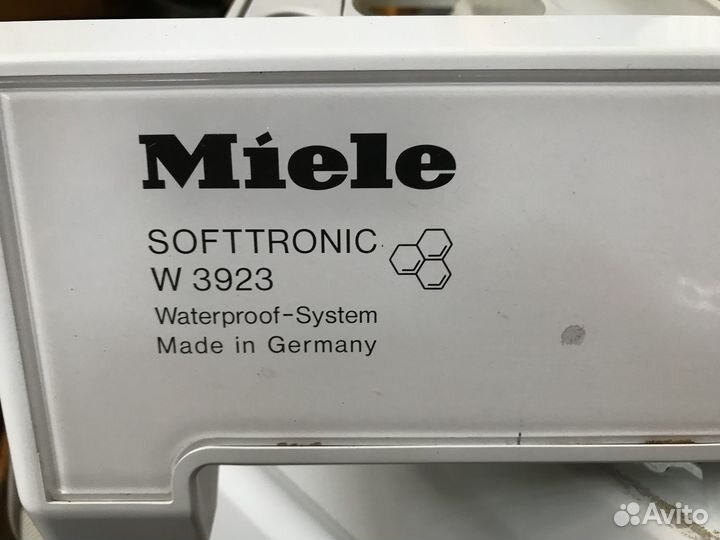 Miele
SOFTTRONIC
W 3923
Waterproof-System
Made in Germany
Avito